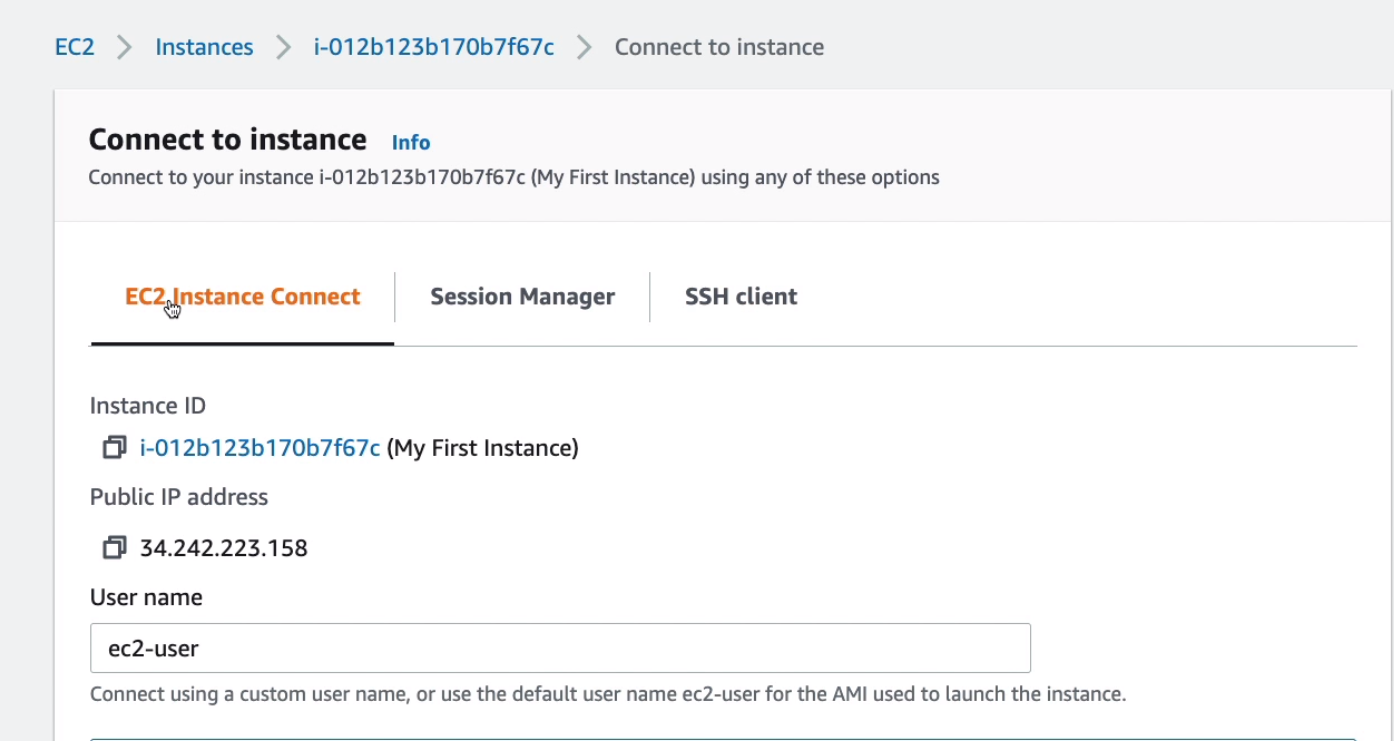 EC2 > Instances > i-012b123b170b7f67c > Connect to instance
Connect to instance Info
Connect to your instance i-012b123b170b7f67c (My First Instance) using any of these options
EC2 Instance Connect Session Manager SSH client
Instance ID
i-012b123b170b7f67c (My First Instance)
Public IP address
34.242.223.158
User name
ec2-user
Connect using a custom user name, or use the default user name ec2-user for the AMI used to launch the instance.